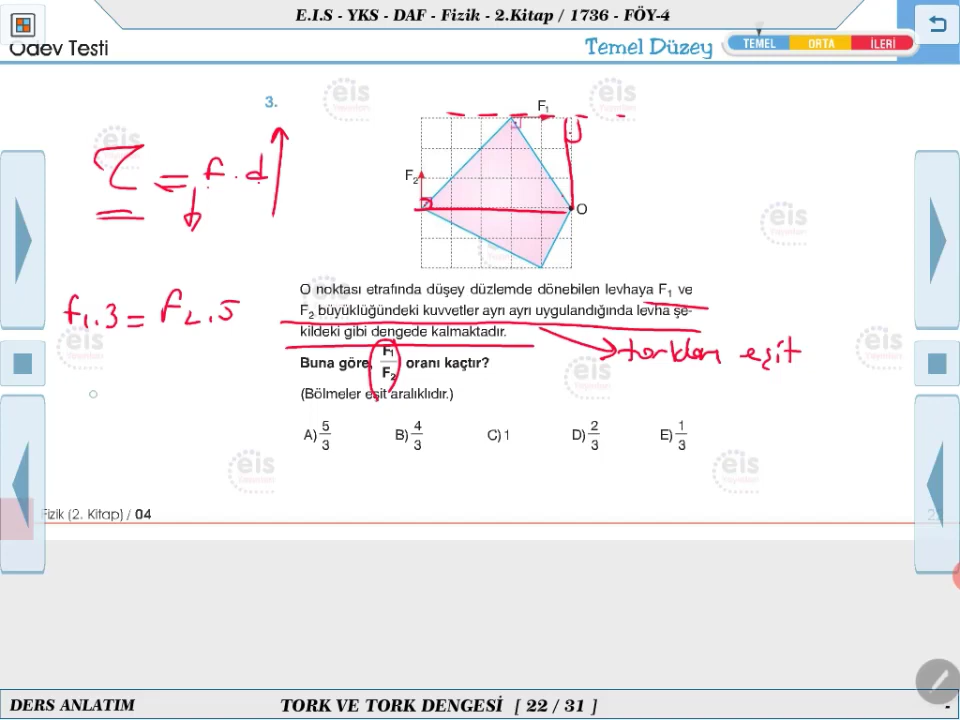 E.I.S - YKS - DAF - Fizik - 2.Kitap / 1736 - FÖY-4
Ödev Testi
Temel Düzey
TEMEL ORTA İLERİ
3.
F₁
F₂
O
τ = f . d
O noktası etrafında düşey düzlemde dönebilen levhaya F₁ ve
F₂ büyüklüğündeki kuvvetler ayrı ayrı uygulandığında levha şe-
kildeki gibi dengede kalmaktadır.
f₁.3 = F₂.5
torkları eşit
Buna göre, F₁/F₂ oranı kaçtır?
(Bölmeler eşit aralıklıdır.)
A) 5/3 B) 4/3 C) 1 D) 2/3 E) 1/3
eis
Yayınları
Fizik (2. Kitap) / 04
DERS ANLATIM
TORK VE TORK DENGESİ [ 22 / 31 ]